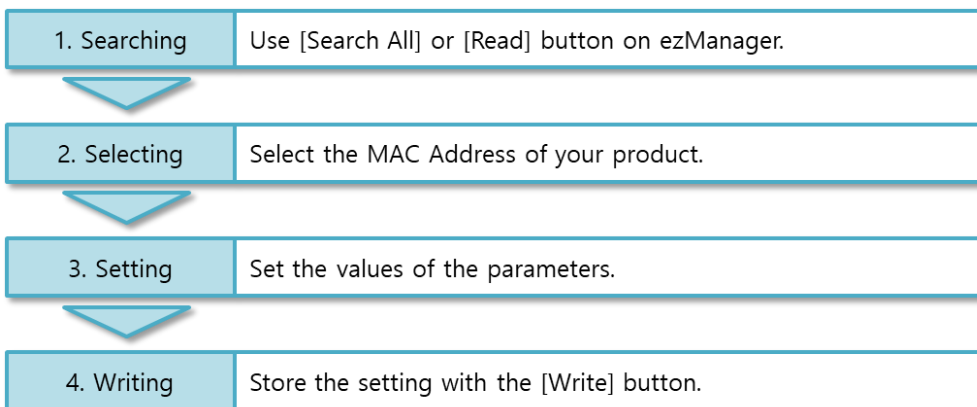 1. Searching Use [Search All] or [Read] button on ezManager.
2. Selecting Select the MAC Address of your product.
3. Setting Set the values of the parameters.
4. Writing Store the setting with the [Write] button.